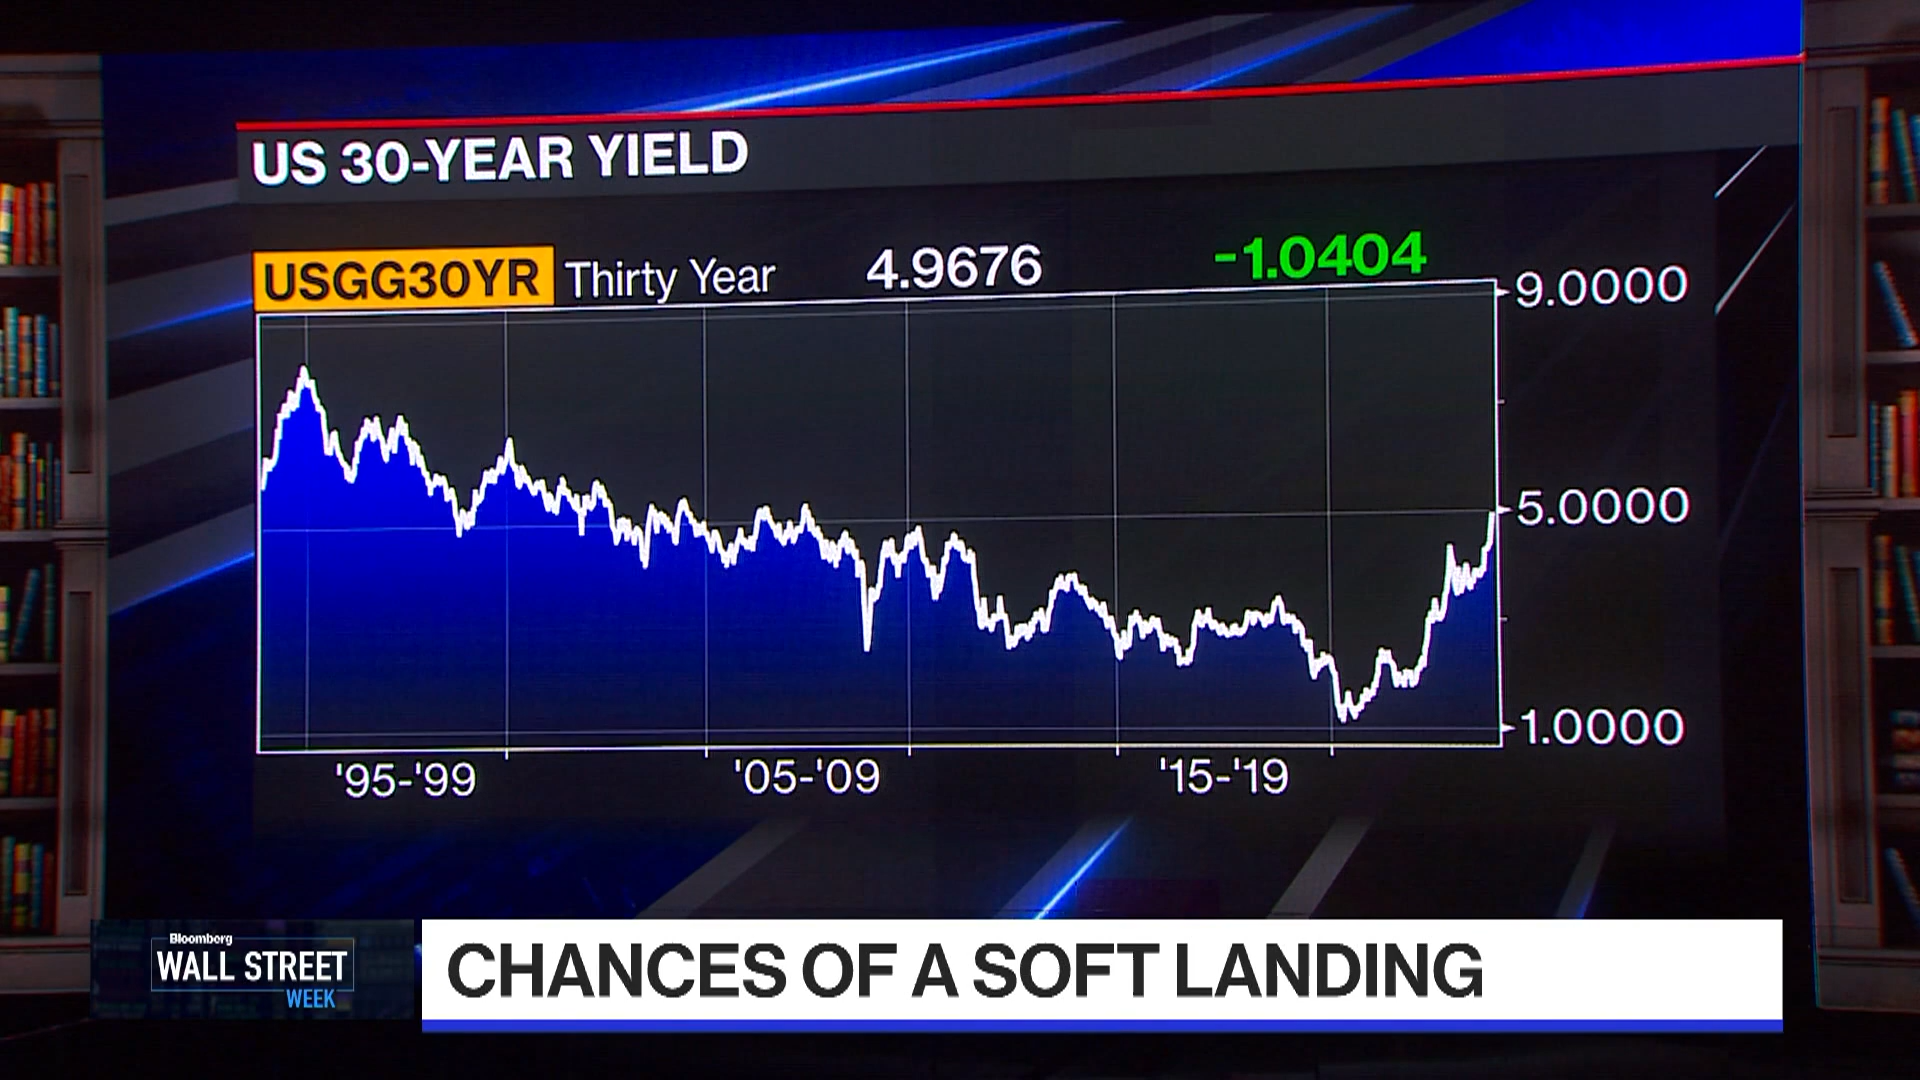 US 30-YEAR YIELD
USGG30YR Thirty Year 4.9676 -1.0404
9.0000
5.0000
1.0000
'95-'99 '05-'09 '15-'19
Bloomberg
WALL STREET
WEEK
CHANCES OF A SOFT LANDING